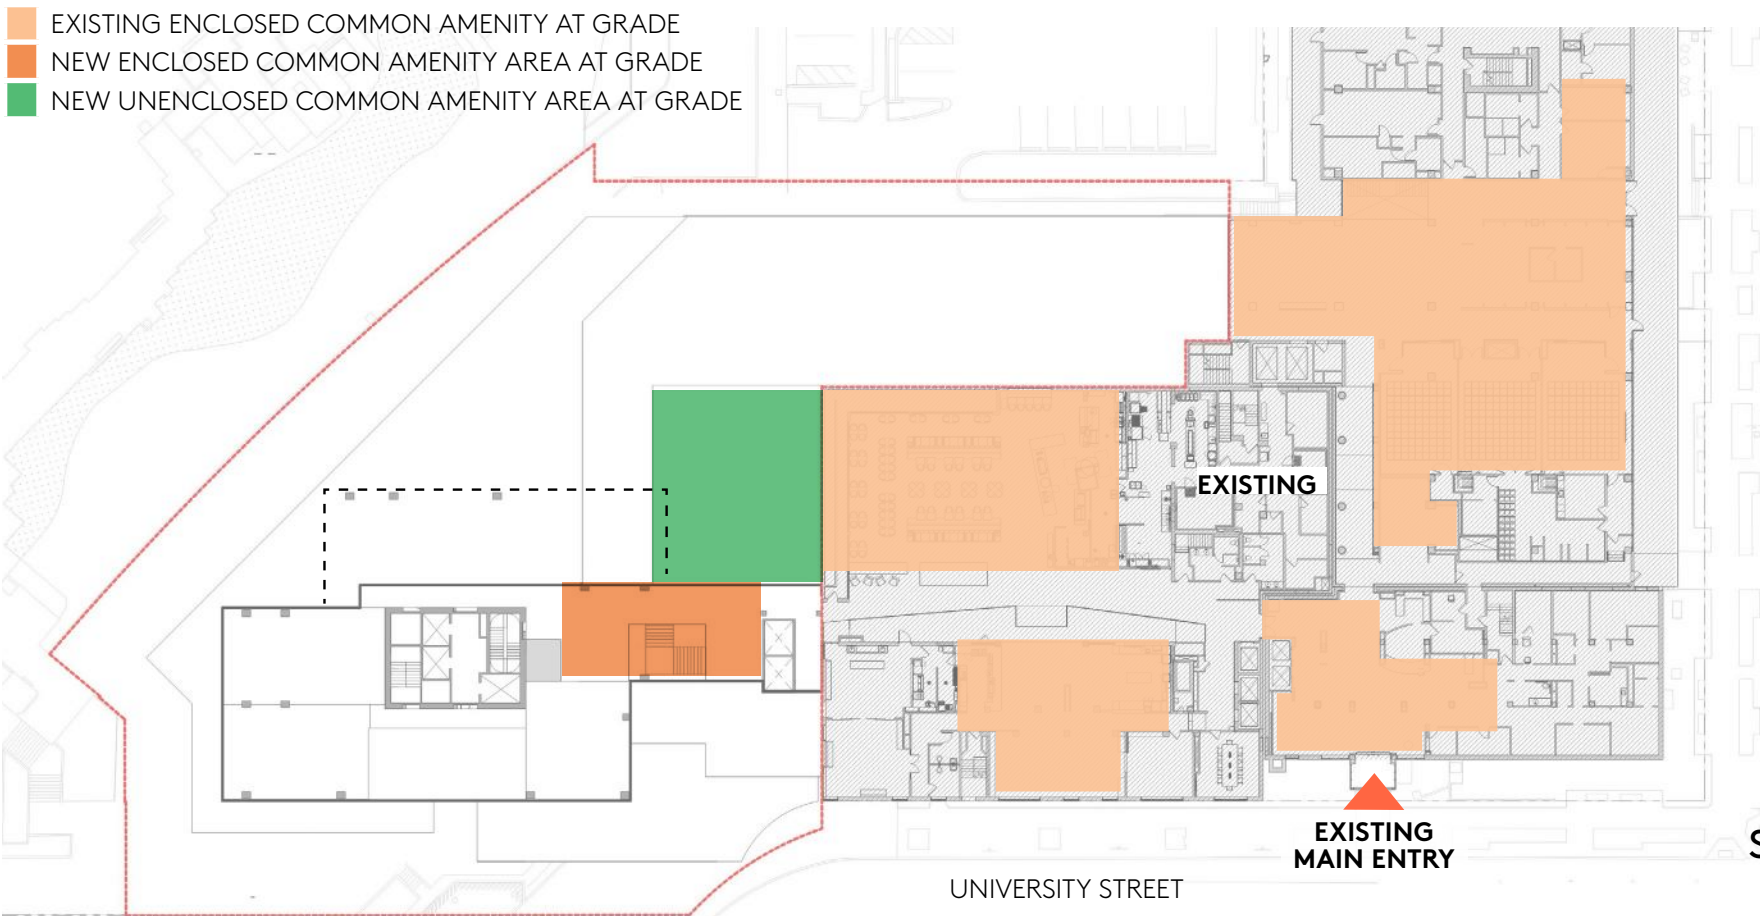 EXISTING ENCLOSED COMMON AMENITY AT GRADE
NEW ENCLOSED COMMON AMENITY AREA AT GRADE
NEW UNENCLOSED COMMON AMENITY AREA AT GRADE
EXISTING
EXISTING
MAIN ENTRY
S
UNIVERSITY STREET